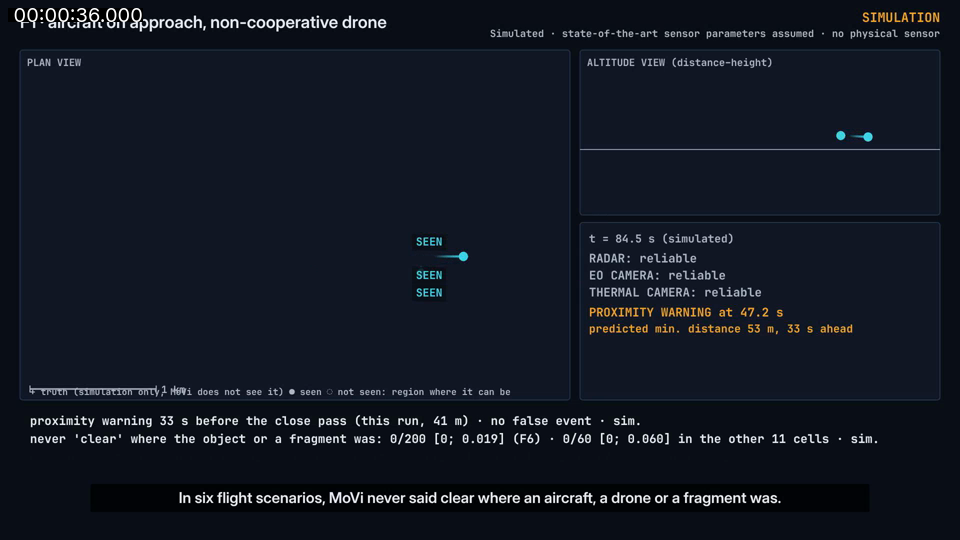 00:00:36.000
aircraft on approach, non-cooperative drone
SIMULATION
Simulated · state-of-the-art sensor parameters assumed · no physical sensor
PLAN VIEW
SEEN
SEEN
SEEN
1 km
truth (simulation only, MoVi does not see it) ● seen ○ not seen: region where it can be
ALTITUDE VIEW (distance-height)
t = 84.5 s (simulated)
RADAR: reliable
EO CAMERA: reliable
THERMAL CAMERA: reliable
PROXIMITY WARNING at 47.2 s
predicted min. distance 53 m, 33 s ahead
proximity warning 33 s before the close pass (this run, 41 m) · no false event · sim.
never 'clear' where the object or a fragment was: 0/200 [0; 0.019] (F6) · 0/60 [0; 0.060] in the other 11 cells · sim.
In six flight scenarios, MoVi never said clear where an aircraft, a drone or a fragment was.